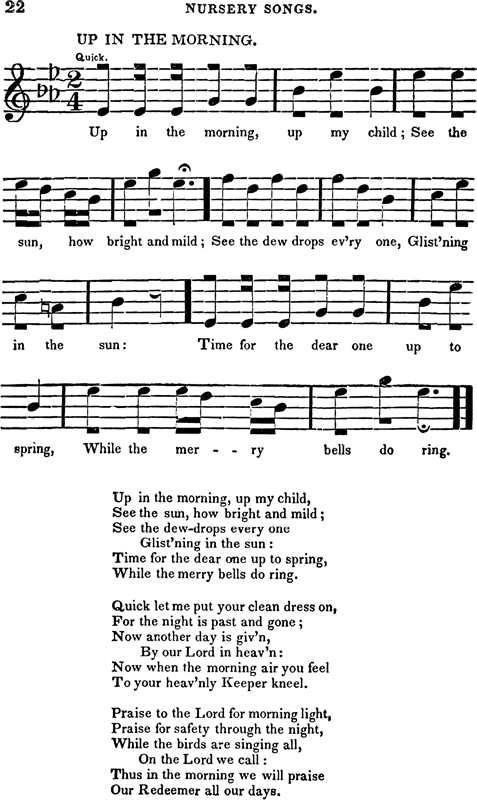 22 NURSERY SONGS.
UP IN THE MORNING.
Quick.
2
4
Up in the morning, up my child; See the
sun, how bright and mild; See the dew drops ev'ry one, Glist'ning
in the sun: Time for the dear one up to
spring, While the mer - - ry bells do ring.
Up in the morning, up my child,
See the sun, how bright and mild;
See the dew-drops every one
Glist'ning in the sun:
Time for the dear one up to spring,
While the merry bells do ring.
Quick let me put your clean dress on,
For the night is past and gone;
Now another day is giv'n,
By our Lord in heav'n:
Now when the morning air you feel
To your heav'nly Keeper kneel.
Praise to the Lord for morning light,
Praise for safety through the night,
While the birds are singing all,
On the Lord we call:
Thus in the morning we will praise
Our Redeemer all our days.